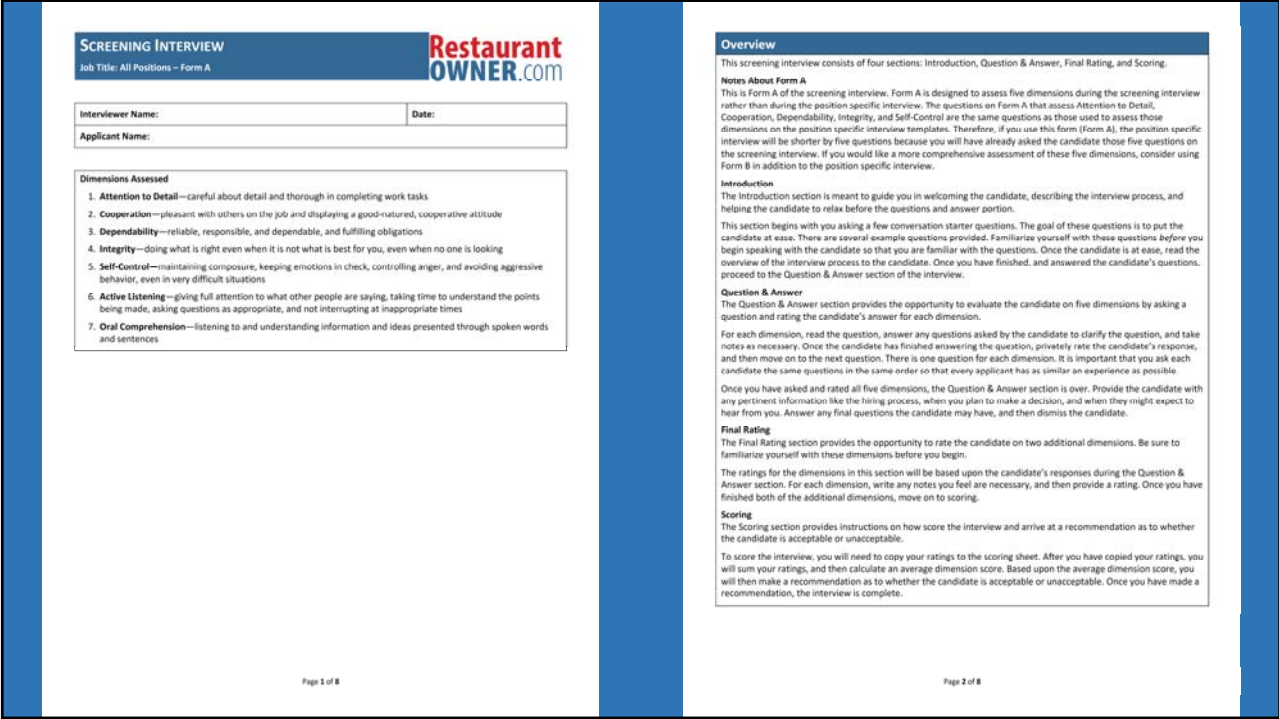 SCREENING INTERVIEW
Job Title: All Positions – Form A
Restaurant
OWNER.com
Interviewer Name:
Date:
Applicant Name:
Dimensions Assessed
1. Attention to Detail—careful about detail and thorough in completing work tasks
2. Cooperation—pleasant with others on the job and displaying a good-natured, cooperative attitude
3. Dependability—reliable, responsible, and dependable, and fulfilling obligations
4. Integrity—doing what is right even when it is not what is best for you, even when no one is looking
5. Self-Control—maintaining composure, keeping emotions in check, controlling anger, and avoiding aggressive
behavior, even in very difficult situations
6. Active Listening—giving full attention to what other people are saying, taking time to understand the points
being made, asking questions as appropriate, and not interrupting at inappropriate times
7. Oral Comprehension—listening to and understanding information and ideas presented through spoken words
and sentences
Page 1 of 8
Overview
This screening interview consists of four sections: Introduction, Question & Answer, Final Rating, and Scoring.
Notes About Form A
This is Form A of the screening interview. Form A is designed to assess five dimensions during the screening interview
rather than during the position specific interview. The questions on Form A that assess Attention to Detail,
Cooperation, Dependability, Integrity, and Self-Control are the same questions as those used to assess those
dimensions on the position specific interview templates. Therefore, if you use this form (Form A), the position specific
interview will be shorter by five questions because you will have already asked the candidate those five questions on
the screening interview. If you would like a more comprehensive assessment of these five dimensions, consider using
Form B in addition to the position specific interview.
Introduction
The Introduction section is meant to guide you in welcoming the candidate, describing the interview process, and
helping the candidate to relax before the questions and answer portion.
This section begins with you asking a few conversation starter questions. The goal of these questions is to put the
candidate at ease. There are several example questions provided. Familiarize yourself with these questions before you
begin speaking with the candidate so that you are familiar with the questions. Once the candidate is at ease, read the
overview of the interview process to the candidate. Once you have finished, and answered the candidate's questions,
proceed to the Question & Answer section of the interview.
Question & Answer
The Question & Answer section provides the opportunity to evaluate the candidate on five dimensions by asking a
question and rating the candidate's answer for each dimension.
For each dimension, read the question, answer any questions asked by the candidate to clarify the question, and take
notes as necessary. Once the candidate has finished answering the question, privately rate the candidate's response,
and then move on to the next question. There is one question for each dimension. It is important that you ask each
candidate the same questions in the same order so that every applicant has as similar an experience as possible.
Once you have asked and rated all five dimensions, the Question & Answer section is over. Provide the candidate with
any pertinent information like the hiring process, when you plan to make a decision, and when they might expect to
hear from you. Answer any final questions the candidate may have, and then dismiss the candidate.
Final Rating
The Final Rating section provides the opportunity to rate the candidate on two additional dimensions. Be sure to
familiarize yourself with these dimensions before you begin.
The ratings for the dimensions in this section will be based upon the candidate's responses during the Question &
Answer section. For each dimension, write any notes you feel are necessary, and then provide a rating. Once you have
finished both of the additional dimensions, move on to scoring.
Scoring
The Scoring section provides instructions on how score the interview and arrive at a recommendation as to whether
the candidate is acceptable or unacceptable.
To score the interview, you will need to copy your ratings to the scoring sheet. After you have copied your ratings, you
will sum your ratings, and then calculate an average dimension score. Based upon the average dimension score, you
will then make a recommendation as to whether the candidate is acceptable or unacceptable. Once you have made a
recommendation, the interview is complete.
Page 2 of 8